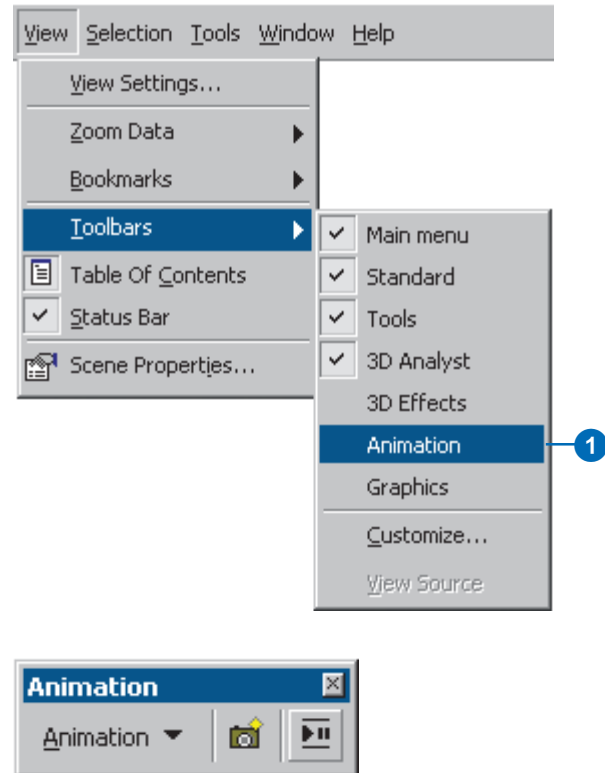 View Selection Tools Window Help
View Settings...
Zoom Data
Bookmarks
Toolbars
Table Of Contents
Status Bar
Scene Properties...
Main menu
Standard
Tools
3D Analyst
3D Effects
Animation
1
Graphics
Customize...
View Source
Animation
Animation